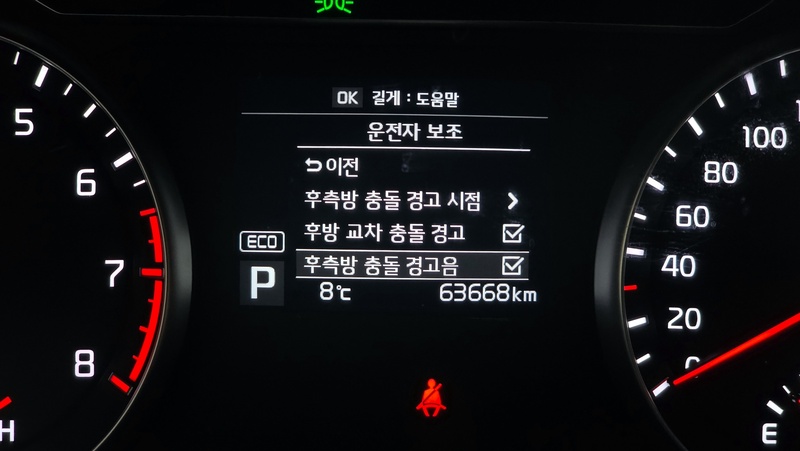 OK 길게 : 도움말
운전자 보조
이전
후측방 충돌 경고 시점
후방 교차 충돌 경고
후측방 충돌 경고음
ECO
P
8℃ 63668km
5
6
7
8
H
100
80
60
40
20
0
E